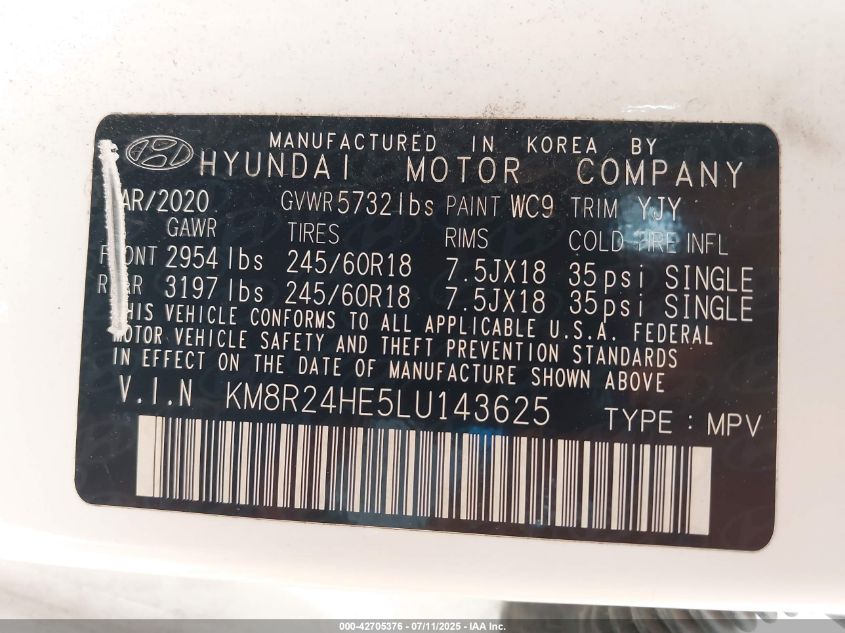 MANUFACTURED IN KOREA BY
HYUNDAI MOTOR COMPANY
AR/2020 GVWR 5732 lbs PAINT WC9 TRIM YJY
GAWR TIRES RIMS COLD TIRE INFL
FRONT 2954 lbs 245/60R18 7.5JX18 35psi SINGLE
REAR 3197 lbs 245/60R18 7.5JX18 35psi SINGLE
THIS VEHICLE CONFORMS TO ALL APPLICABLE U.S.A. FEDERAL
MOTOR VEHICLE SAFETY AND THEFT PREVENTION STANDARDS
IN EFFECT ON THE DATE OF MANUFACTURE SHOWN ABOVE
V.I.N KM8R24HE5LU143625 TYPE : MPV
000-42705376 - 07/11/2025 - IAA Inc.